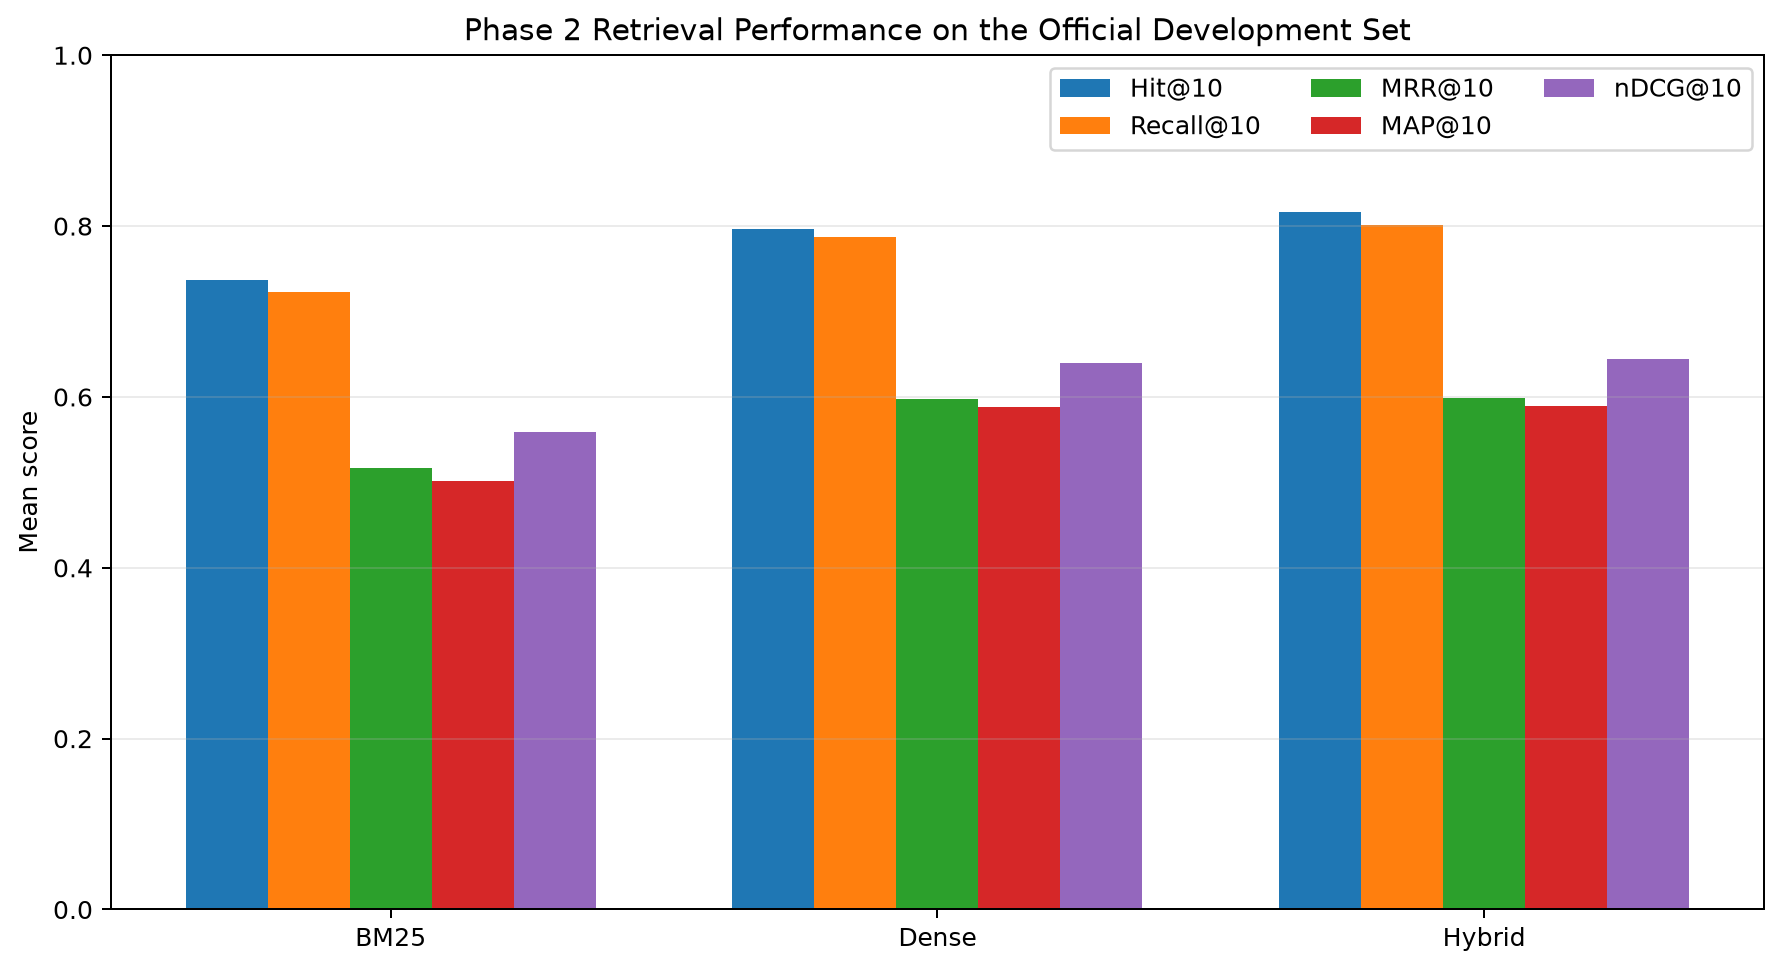 Phase 2 Retrieval Performance on the Official Development Set
Hit@10
Recall@10
MRR@10
MAP@10
nDCG@10
Mean score
1.0
0.8
0.6
0.4
0.2
0.0
BM25
Dense
Hybrid